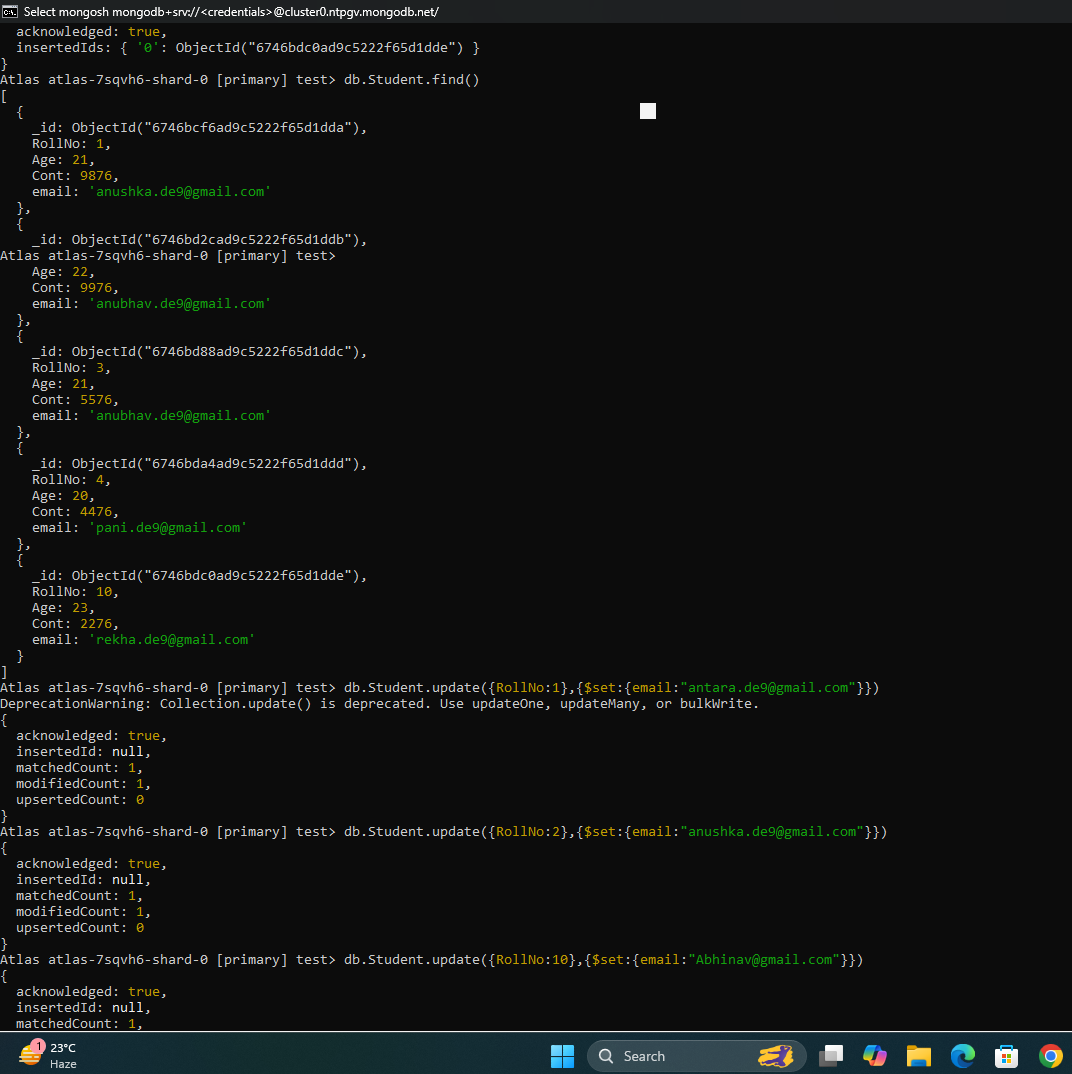 Select mongosh mongodb+srv://<credentials>@cluster0.ntpgv.mongodb.net/
  acknowledged: true,
  insertedIds: { '0': ObjectId("6746bdc0ad9c5222f65d1dde") }
}
Atlas atlas-7sqvh6-shard-0 [primary] test> db.Student.find()
[
  {
    _id: ObjectId("6746bcf6ad9c5222f65d1dda"),
    RollNo: 1,
    Age: 21,
    Cont: 9876,
    email: 'anushka.de9@gmail.com'
  },
  {
    _id: ObjectId("6746bd2cad9c5222f65d1ddb"),
Atlas atlas-7sqvh6-shard-0 [primary] test>
    Age: 22,
    Cont: 9976,
    email: 'anubhav.de9@gmail.com'
  },
  {
    _id: ObjectId("6746bd88ad9c5222f65d1ddc"),
    RollNo: 3,
    Age: 21,
    Cont: 5576,
    email: 'anubhav.de9@gmail.com'
  },
  {
    _id: ObjectId("6746bda4ad9c5222f65d1ddd"),
    RollNo: 4,
    Age: 20,
    Cont: 4476,
    email: 'pani.de9@gmail.com'
  },
  {
    _id: ObjectId("6746bdc0ad9c5222f65d1dde"),
    RollNo: 10,
    Age: 23,
    Cont: 2276,
    email: 'rekha.de9@gmail.com'
  }
]
Atlas atlas-7sqvh6-shard-0 [primary] test> db.Student.update({RollNo:1},{$set:{email:"antara.de9@gmail.com"}})
DeprecationWarning: Collection.update() is deprecated. Use updateOne, updateMany, or bulkWrite.
{
  acknowledged: true,
  insertedId: null,
  matchedCount: 1,
  modifiedCount: 1,
  upsertedCount: 0
}
Atlas atlas-7sqvh6-shard-0 [primary] test> db.Student.update({RollNo:2},{$set:{email:"anushka.de9@gmail.com"}})
{
  acknowledged: true,
  insertedId: null,
  matchedCount: 1,
  modifiedCount: 1,
  upsertedCount: 0
}
Atlas atlas-7sqvh6-shard-0 [primary] test> db.Student.update({RollNo:10},{$set:{email:"Abhinav@gmail.com"}})
{
  acknowledged: true,
  insertedId: null,
  matchedCount: 1,
1
23°C
Haze
Search